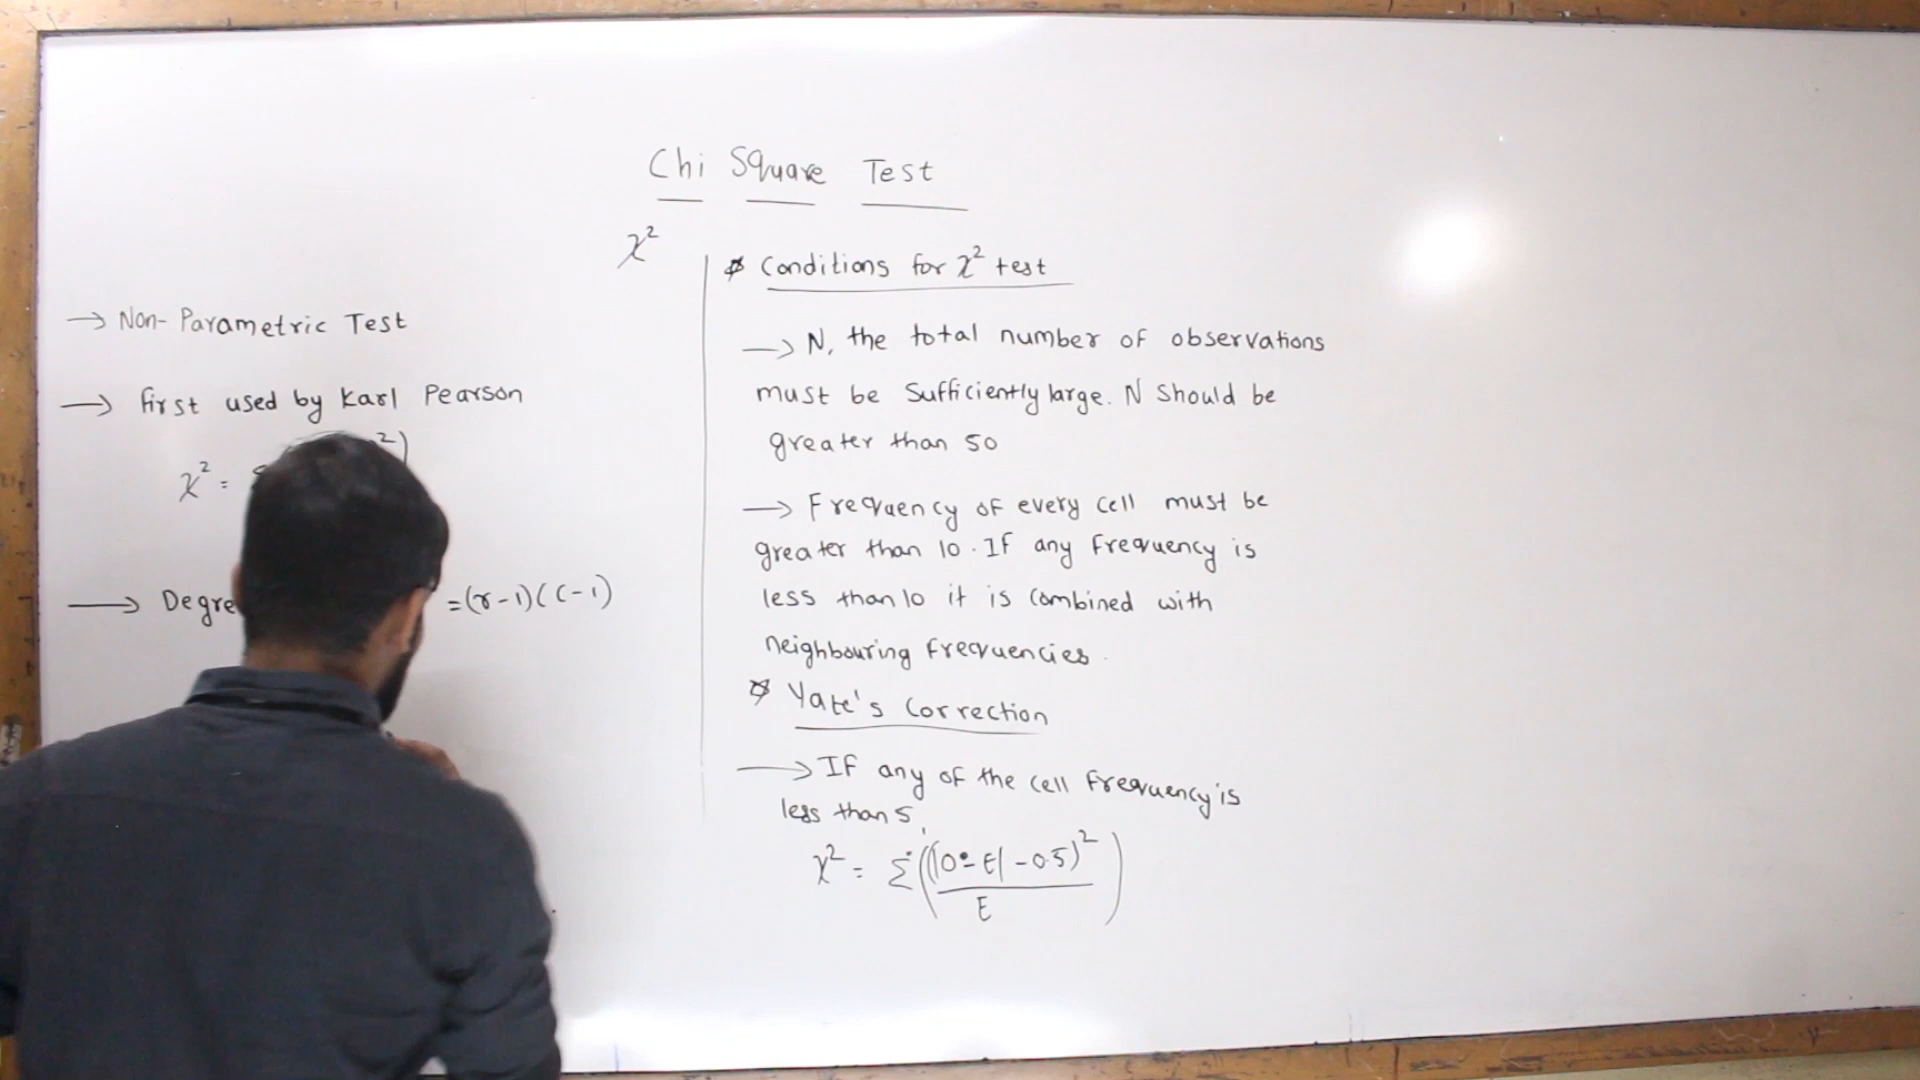 Chi Square Test
χ²
→ Non-Parametric Test
→ first used by Karl Pearson
χ² =
²)
→ = (r-1)(c-1)
* Conditions for χ² test
→ N, the total number of observations
must be Sufficiently large. N Should be
greater than 50
→ Frequency of every cell must be
greater than 10. If any frequency is
less than 10 it is combined with
neighbouring frequencies.
* Yate's Correction
→ If any of the cell frequency is
less than 5,
χ² = Σ((|O-E|-0.5)²
E)